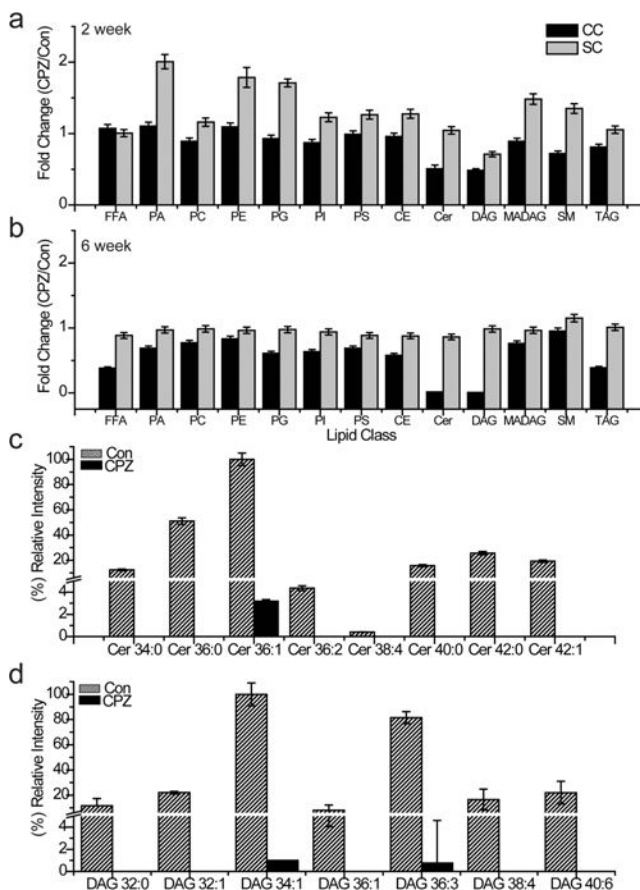 a
2 week
CC
SC
Fold Change (CPZ/Con)
2
1
0
FFA PA PC PE PG PI PS CE Cer DAG MADAG SM TAG
b
6 week
Fold Change (CPZ/Con)
2
1
0
FFA PA PC PE PG PI PS CE Cer DAG MADAG SM TAG
Lipid Class
c
Con
CPZ
(%) Relative Intensity
100
80
60
40
20
4
2
0
Cer 34:0 Cer 36:0 Cer 36:1 Cer 36:2 Cer 38:4 Cer 40:0 Cer 42:0 Cer 42:1
d
Con
CPZ
(%) Relative Intensity
100
80
60
40
20
4
2
0
DAG 32:0 DAG 32:1 DAG 34:1 DAG 36:1 DAG 36:3 DAG 38:4 DAG 40:6